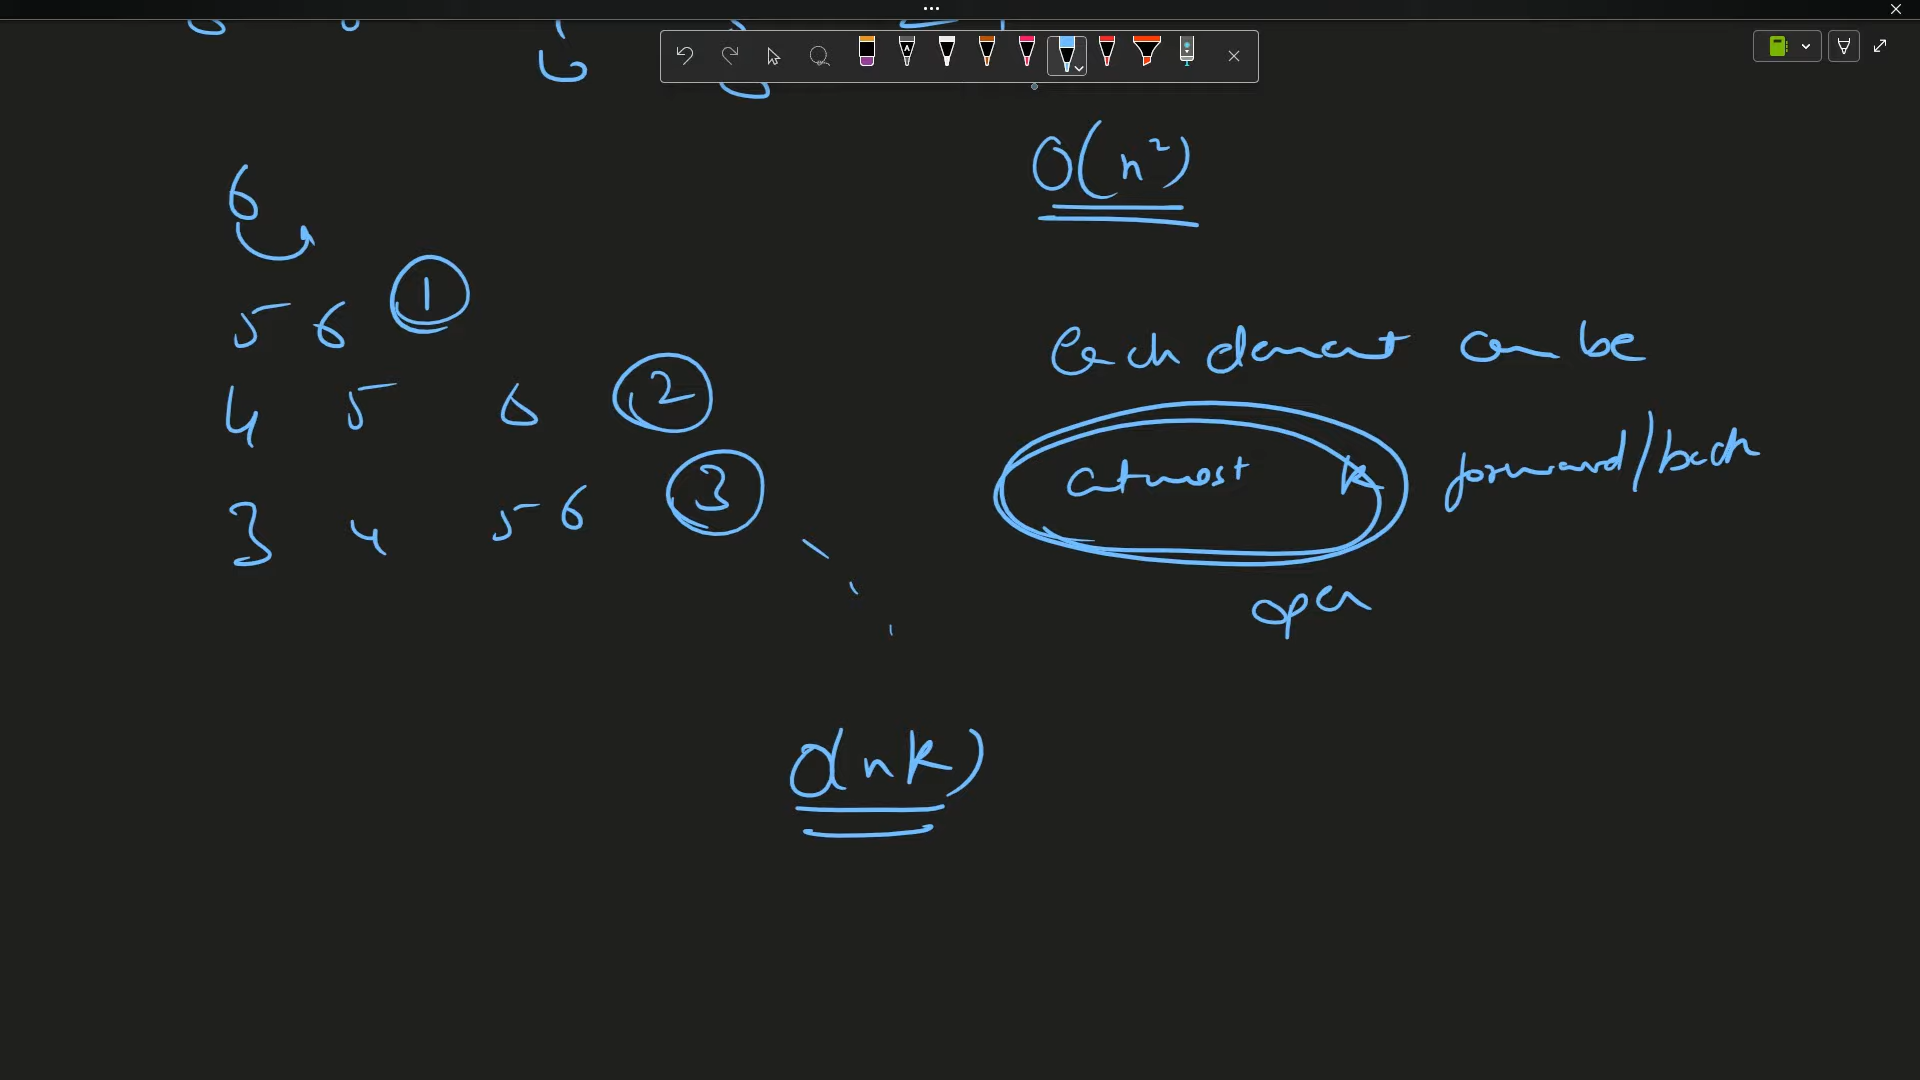 O(n²)
6
5 6 1
each element can be
4 5 6 2
atmost k forward/back
3 4 5 6 3
oper
O(nk)